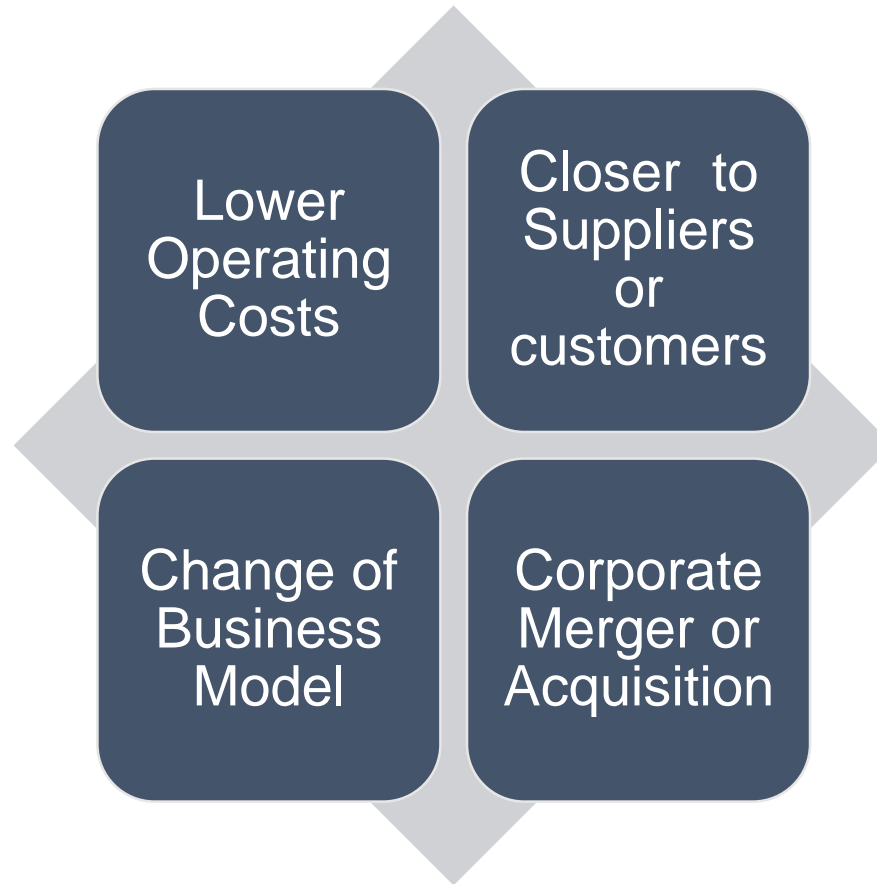 Lower
Operating
Costs
Closer to
Suppliers
or
customers
Change of
Business
Model
Corporate
Merger or
Acquisition